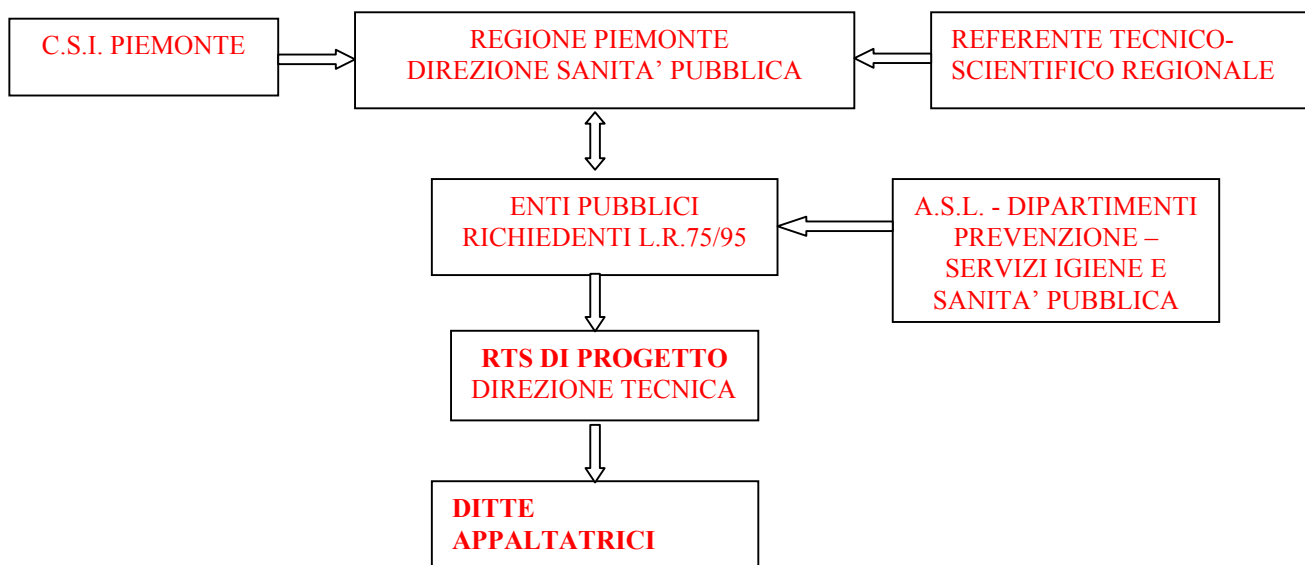 C.S.I. PIEMONTE
REGIONE PIEMONTE
DIREZIONE SANITA’ PUBBLICA
REFERENTE TECNICO-
SCIENTIFICO REGIONALE
ENTI PUBBLICI
RICHIEDENTI L.R.75/95
A.S.L. - DIPARTIMENTI
PREVENZIONE –
SERVIZI IGIENE E
SANITA’ PUBBLICA
RTS DI PROGETTO
DIREZIONE TECNICA
DITTE
APPALTATRICI